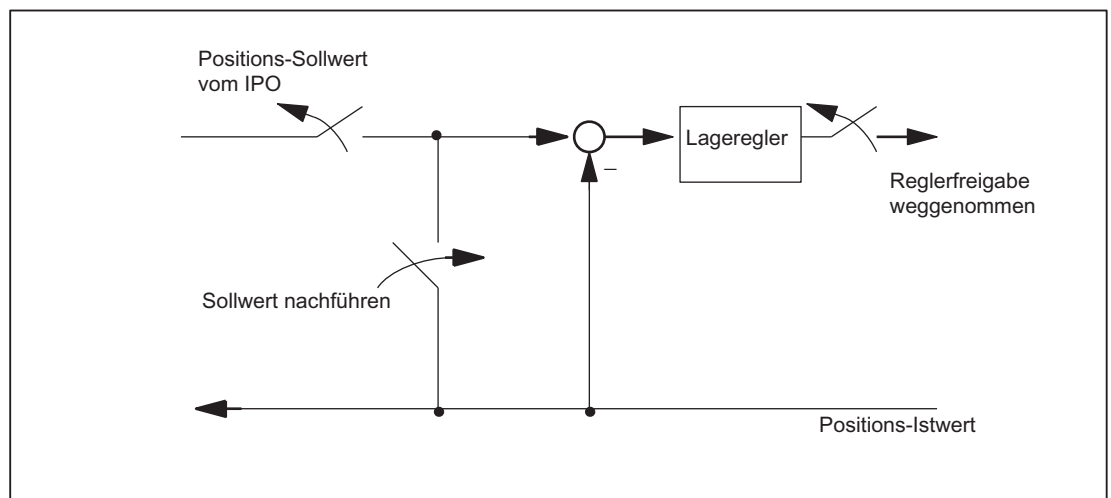 Positions-Sollwert
vom IPO
Lageregler
–
Reglerfreigabe
weggenommen
Sollwert nachführen
Positions-Istwert